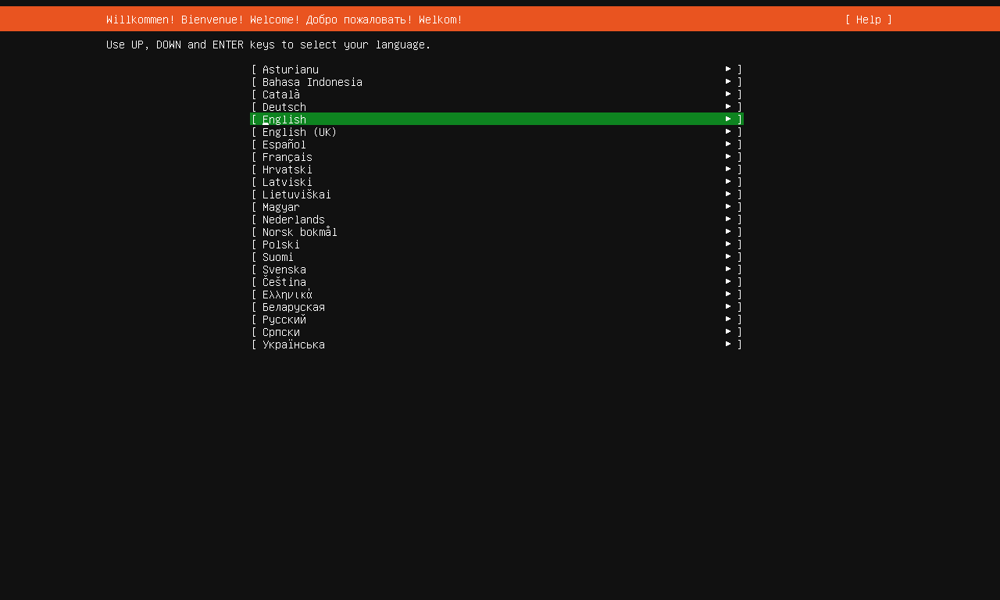 Willkommen! Bienvenue! Welcome! Добро пожаловать! Welkom! [ Help ]
Use UP, DOWN and ENTER keys to select your language.
[ Asturianu ► ]
[ Bahasa Indonesia ► ]
[ Català ► ]
[ Deutsch ► ]
[ English ► ]
[ English (UK) ► ]
[ Español ► ]
[ Français ► ]
[ Hrvatski ► ]
[ Latviski ► ]
[ Lietuviškai ► ]
[ Magyar ► ]
[ Nederlands ► ]
[ Norsk bokmål ► ]
[ Polski ► ]
[ Suomi ► ]
[ Svenska ► ]
[ Čeština ► ]
[ Ελληνικά ► ]
[ Беларуская ► ]
[ Русский ► ]
[ Српски ► ]
[ Українська ► ]